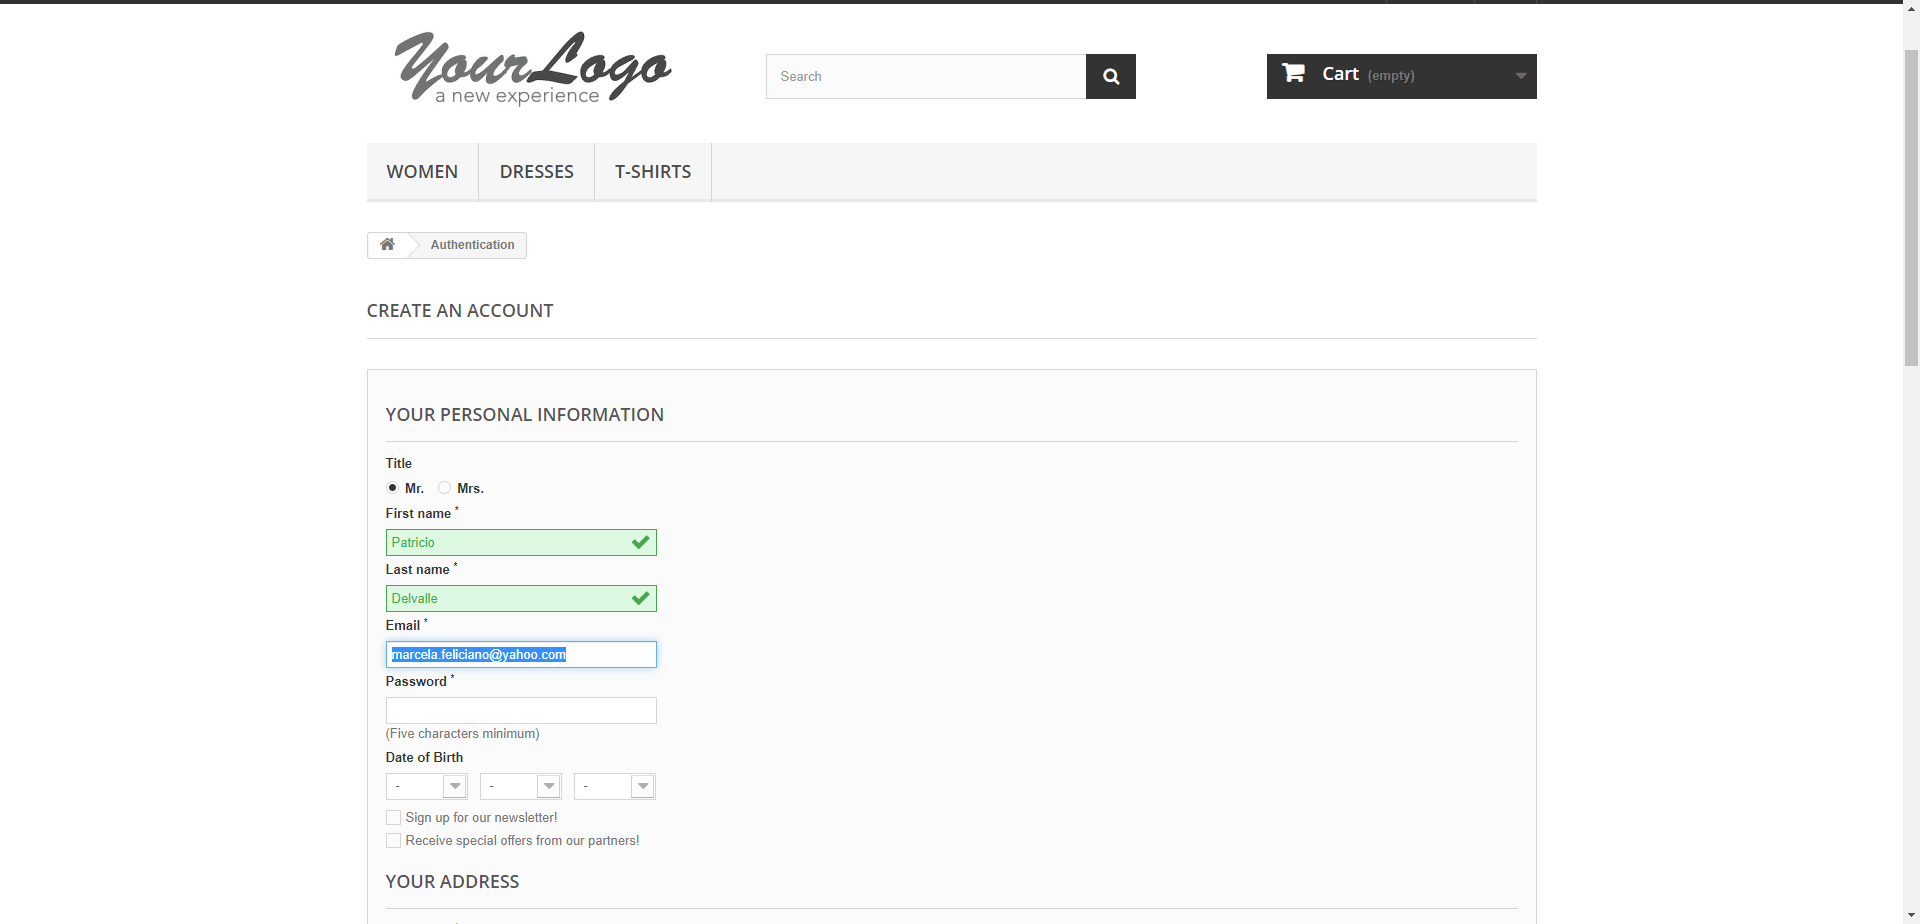 YourLogo
a new experience
Search
Cart (empty)
WOMEN DRESSES T-SHIRTS
Authentication
CREATE AN ACCOUNT
YOUR PERSONAL INFORMATION
Title
Mr. Mrs.
First name *
Patricio
Last name *
Delvalle
Email *
marcela.feliciano@yahoo.com
Password *
(Five characters minimum)
Date of Birth
- - -
Sign up for our newsletter!
Receive special offers from our partners!
YOUR ADDRESS